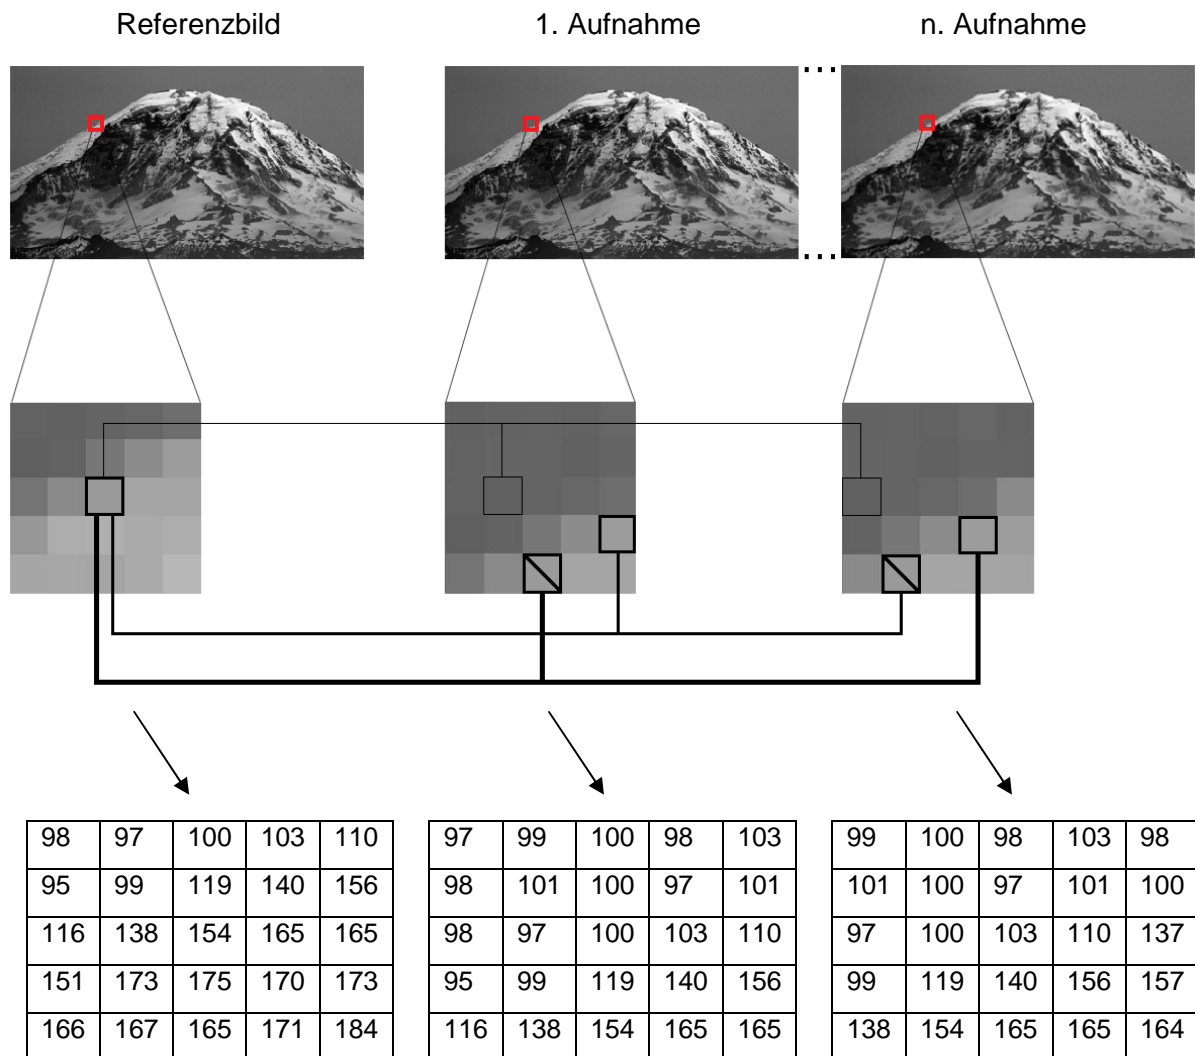 Referenzbild 1. Aufnahme n. Aufnahme
98 97 100 103 110 97 99 100 98 103 99 100 98 103 98
95 99 119 140 156 98 101 100 97 101 101 100 97 101 100
116 138 154 165 165 98 97 100 103 110 97 100 103 110 137
151 173 175 170 173 95 99 119 140 156 99 119 140 156 157
166 167 165 171 184 116 138 154 165 165 138 154 165 165 164